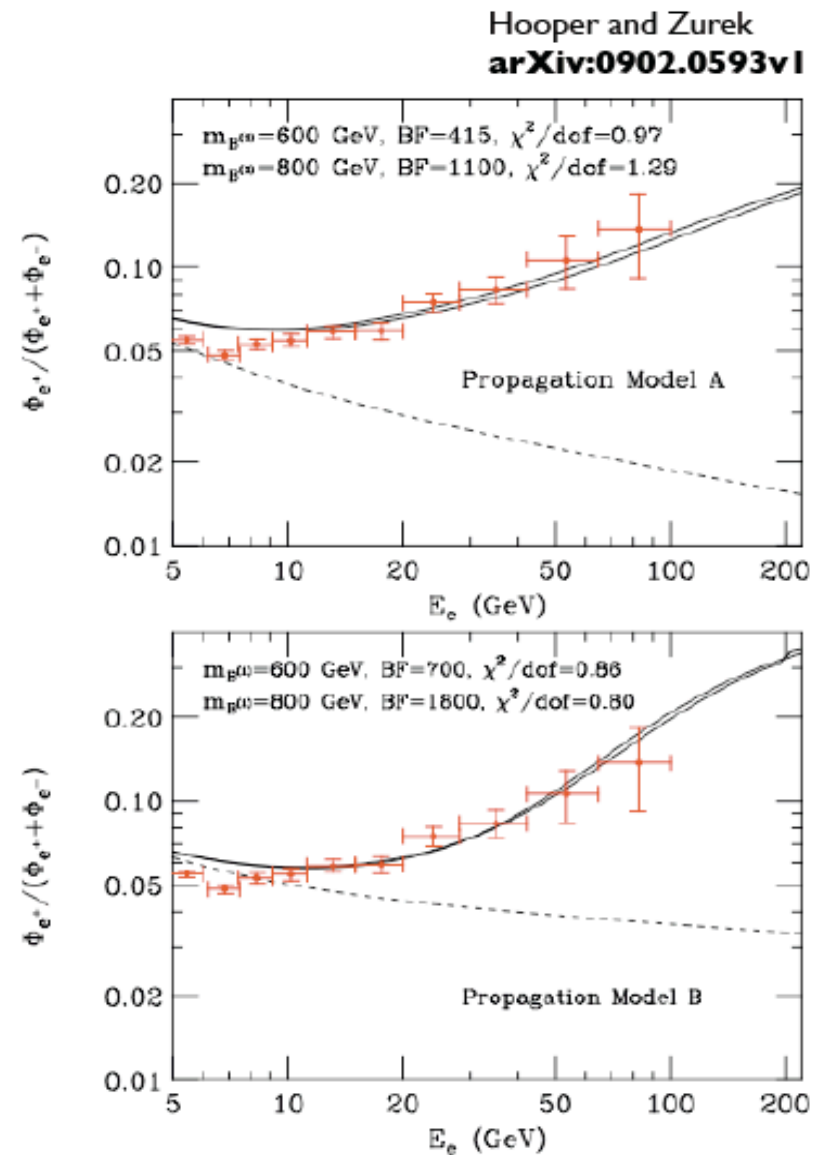 Hooper and Zurek
arXiv:0902.0593v1
m_B⁽¹⁾=600 GeV, BF=415, χ²/dof=0.97
m_B⁽¹⁾=800 GeV, BF=1100, χ²/dof=1.29
0.20
0.10
0.05
0.02
0.01
Φe⁺/(Φe⁺+Φe⁻)
Propagation Model A
5 10 20 50 100 200
E_e (GeV)
m_B⁽¹⁾=600 GeV, BF=700, χ²/dof=0.86
m_B⁽¹⁾=800 GeV, BF=1800, χ²/dof=0.80
0.20
0.10
0.05
0.02
0.01
Φe⁺/(Φe⁺+Φe⁻)
Propagation Model B
5 10 20 50 100 200
E_e (GeV)